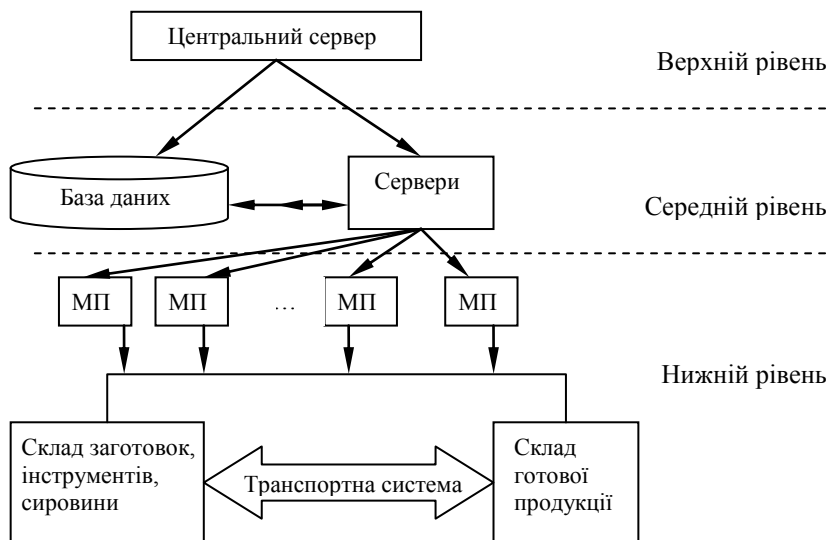 Центральний сервер
Верхній рівень
База даних
Сервери
Середній рівень
МП
МП
…
МП
МП
Нижній рівень
Склад заготовок,
інструментів,
сировини
Транспортна система
Склад
готової
продукції